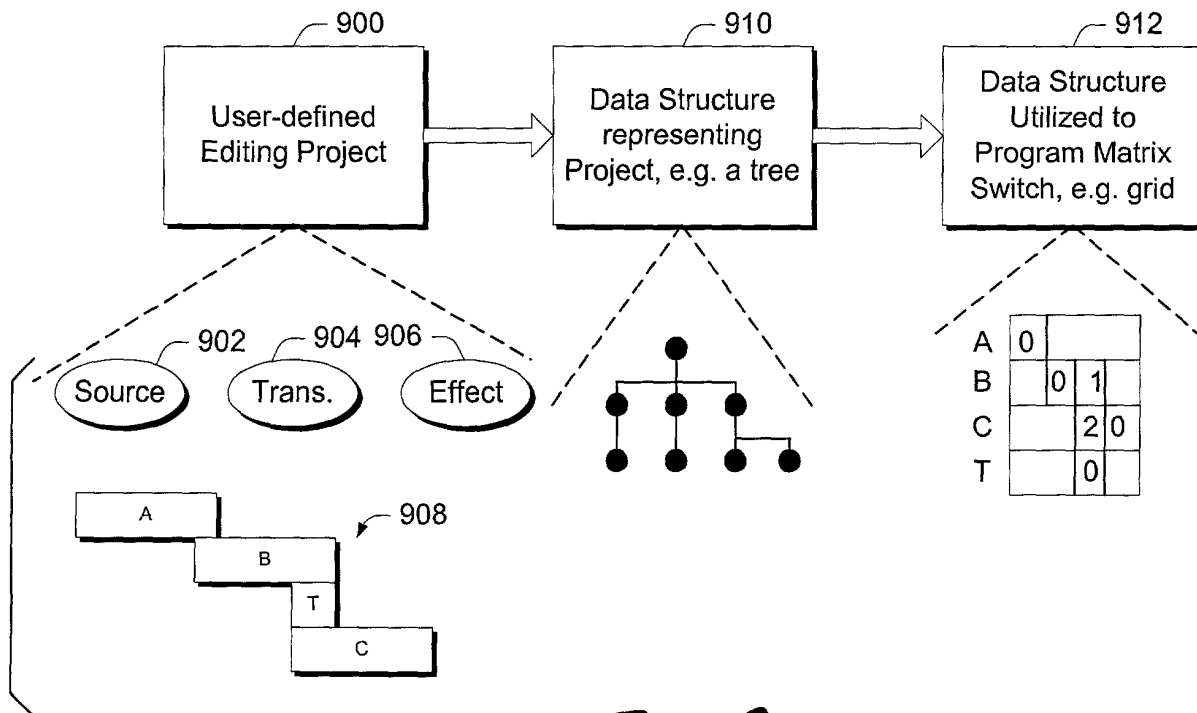 900
910
912
User-defined
Editing Project
Data Structure
representing
Project, e.g. a tree
Data Structure
Utilized to
Program Matrix
Switch, e.g. grid
902
904
906
Source
Trans.
Effect
A
B
T
C
908
A 0
B 0 1
C 2 0
T 0